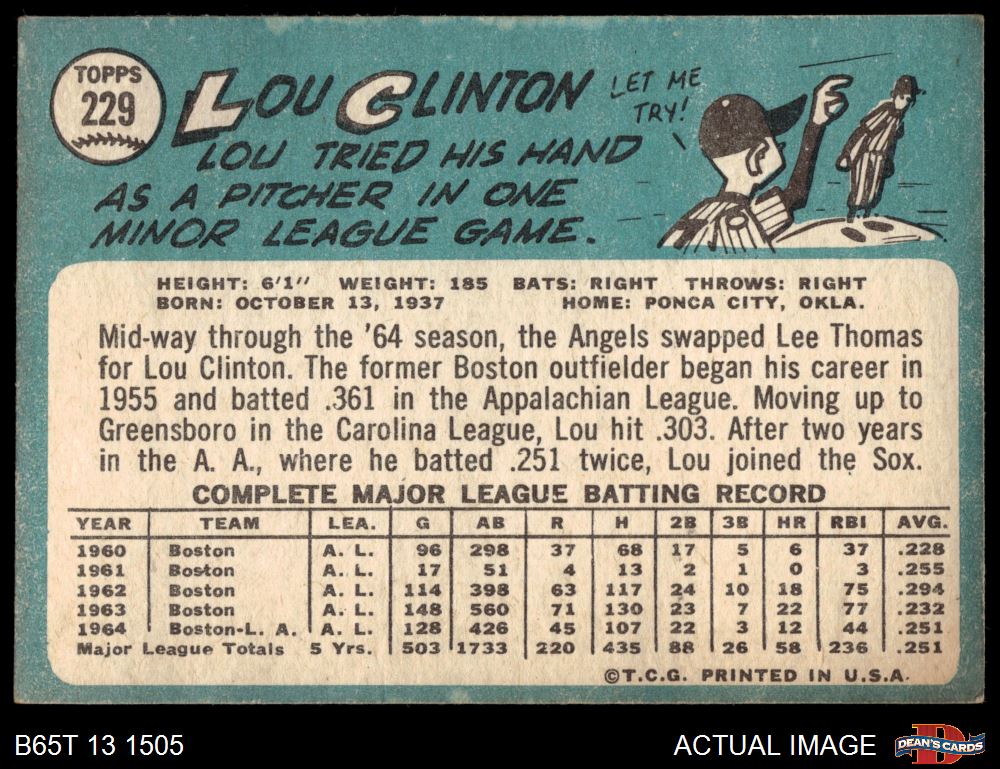 TOPPS
229
LOU CLINTON
LET ME
TRY!
LOU TRIED HIS HAND
AS A PITCHER IN ONE
MINOR LEAGUE GAME.
HEIGHT: 6'1" WEIGHT: 185 BATS: RIGHT THROWS: RIGHT
BORN: OCTOBER 13, 1937 HOME: PONCA CITY, OKLA.
Mid-way through the '64 season, the Angels swapped Lee Thomas
for Lou Clinton. The former Boston outfielder began his career in
1955 and batted .361 in the Appalachian League. Moving up to
Greensboro in the Carolina League, Lou hit .303. After two years
in the A. A., where he batted .251 twice, Lou joined the Sox.
COMPLETE MAJOR LEAGUE BATTING RECORD
YEAR TEAM LEA. G AB R H 2B 3B HR RBI AVG.
1960 Boston A. L. 96 298 37 68 17 5 6 37 .228
1961 Boston A. L. 17 51 4 13 2 1 0 3 .255
1962 Boston A. L. 114 398 63 117 24 10 18 75 .294
1963 Boston A. L. 148 560 71 130 23 7 22 77 .232
1964 Boston-L. A. A. L. 128 426 45 107 22 3 12 44 .251
Major League Totals 5 Yrs. 503 1733 220 435 88 26 58 236 .251
©T.C.G. PRINTED IN U.S.A.
B65T 13 1505
ACTUAL IMAGE
D
DEAN'S CARDS